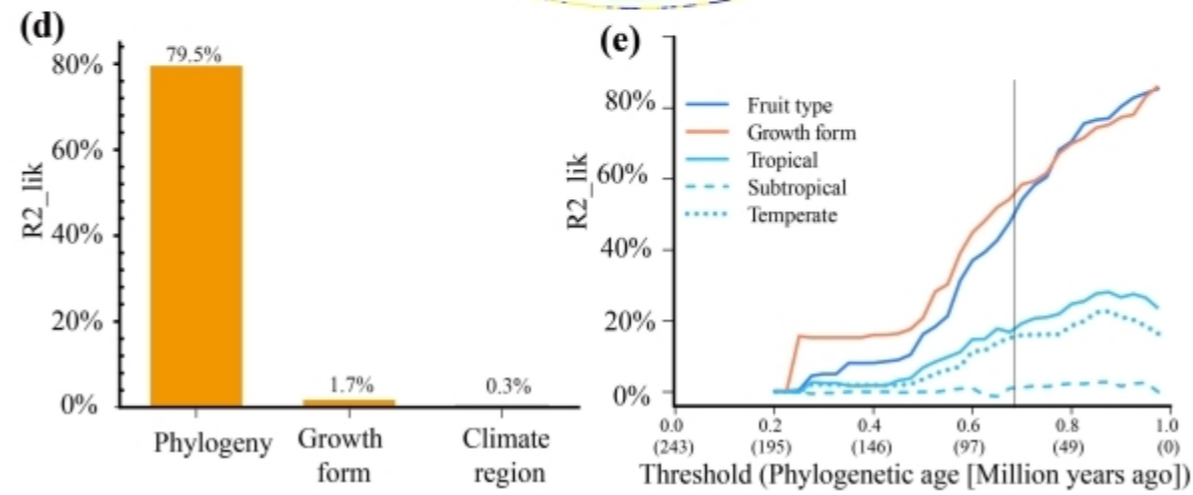 (d)
R2_lik
80%
60%
40%
20%
0%
79.5%
1.7%
0.3%
Phylogeny
Growth
form
Climate
region
(e)
R2_lik
80%
60%
40%
20%
0%
Fruit type
Growth form
Tropical
Subtropical
Temperate
0.0 0.2 0.4 0.6 0.8 1.0
(243) (195) (146) (97) (49) (0)
Threshold (Phylogenetic age [Million years ago])